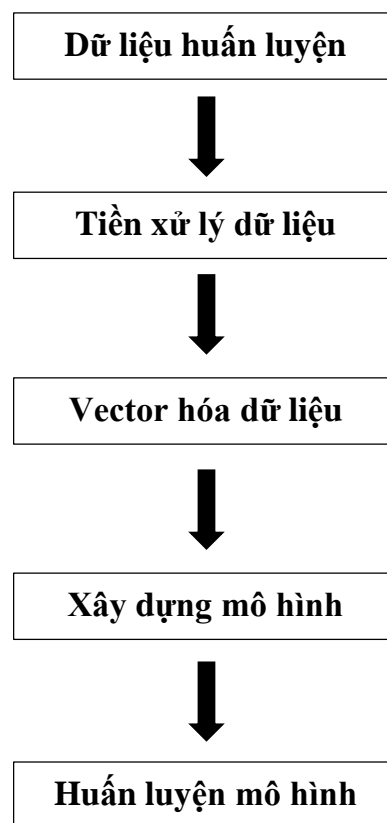 Dữ liệu huấn luyện
Tiền xử lý dữ liệu
Vector hóa dữ liệu
Xây dựng mô hình
Huấn luyện mô hình